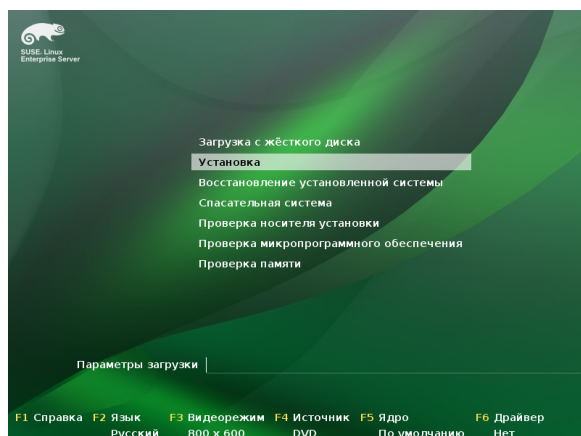 SUSE. Linux
Enterprise Server
Загрузка с жёсткого диска
Установка
Восстановление установленной системы
Спасательная система
Проверка носителя установки
Проверка микропрограммного обеспечения
Проверка памяти
Параметры загрузки
F1 Справка F2 Язык F3 Видеорежим F4 Источник F5 Ядро F6 Драйвер
Русский 800 x 600 DVD По умолчанию Нет